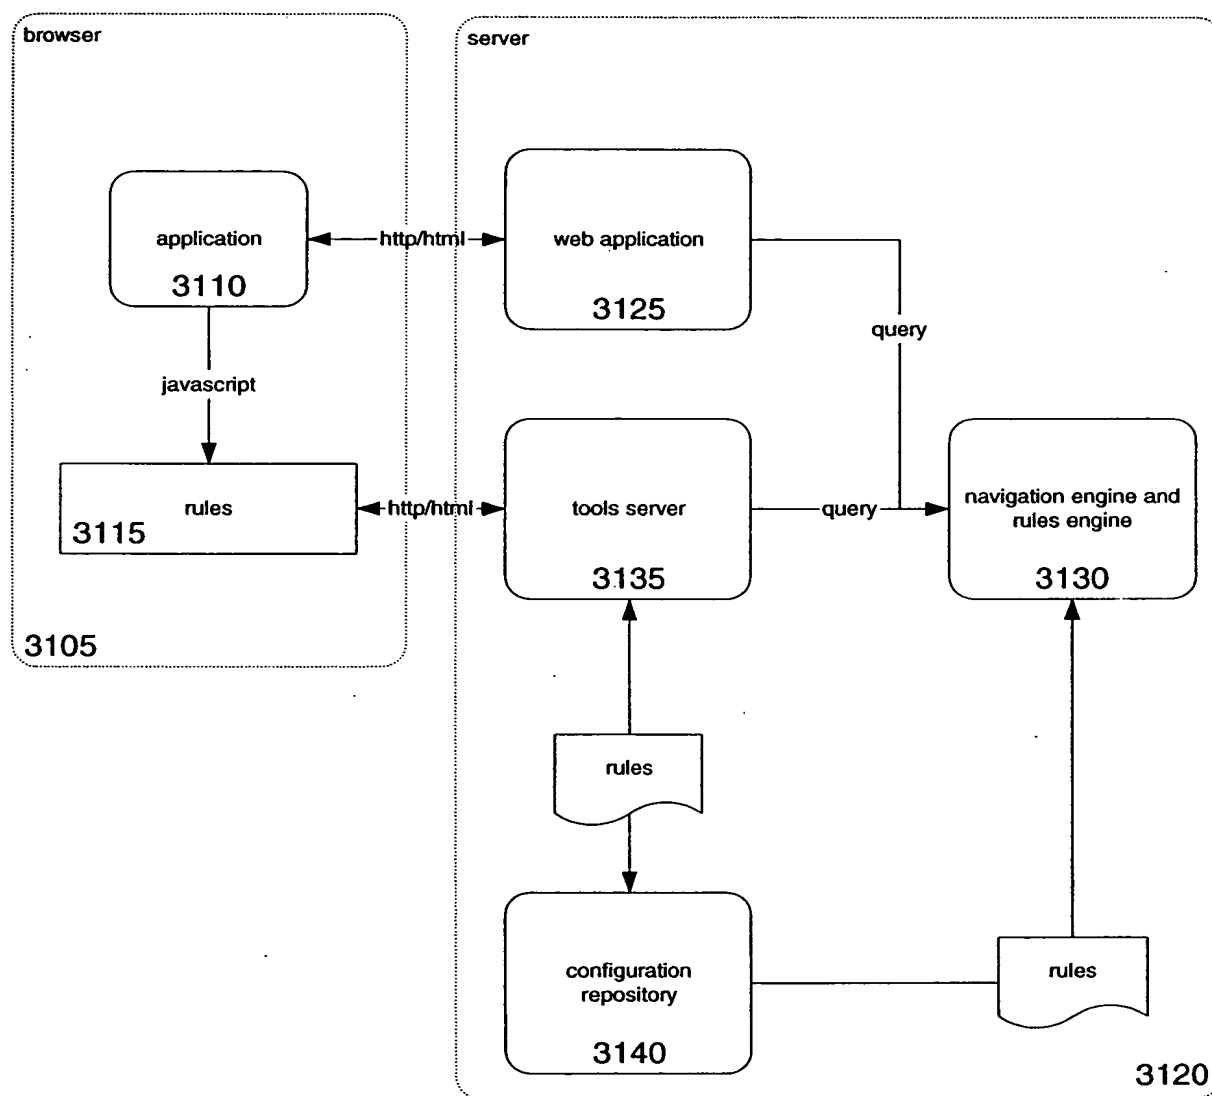 browser
server
application
3110
http/html
web application
3125
query
javascript
rules
3115
http/html
tools server
3135
query
navigation engine and
rules engine
3130
3105
rules
configuration
repository
3140
rules
3120